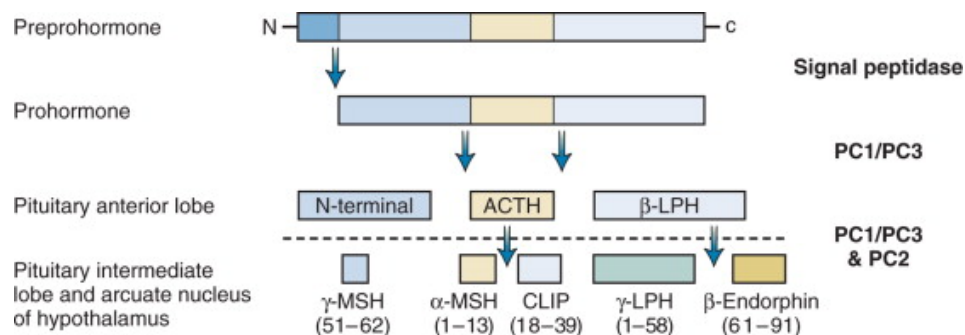 Preprohormone
N
c
Signal peptidase
Prohormone
PC1/PC3
Pituitary anterior lobe
N-terminal
ACTH
β-LPH
PC1/PC3
& PC2
Pituitary intermediate
lobe and arcuate nucleus
of hypothalamus
γ-MSH
(51–62)
α-MSH
(1–13)
CLIP
(18–39)
γ-LPH
(1–58)
β-Endorphin
(61–91)